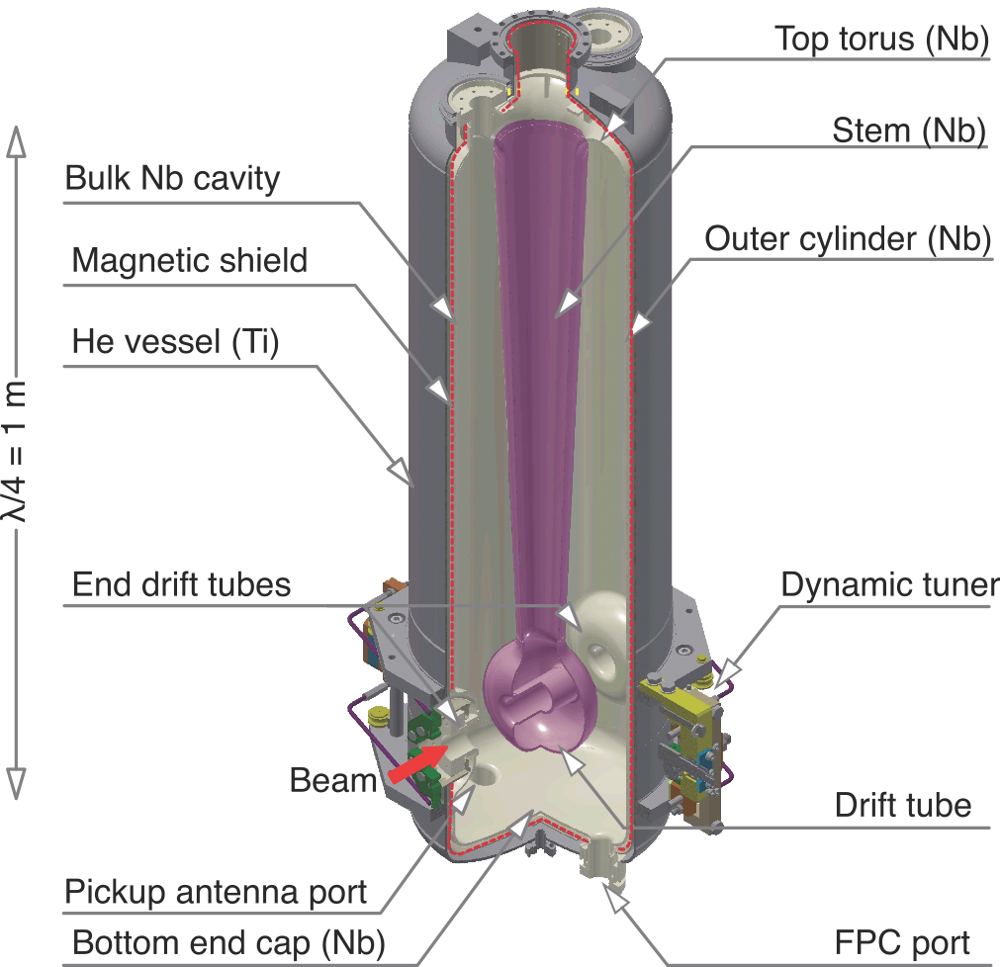 Top torus (Nb)
Stem (Nb)
Bulk Nb cavity
Outer cylinder (Nb)
Magnetic shield
He vessel (Ti)
λ/4 = 1 m
End drift tubes
Dynamic tuner
Beam
Drift tube
Pickup antenna port
Bottom end cap (Nb)
FPC port